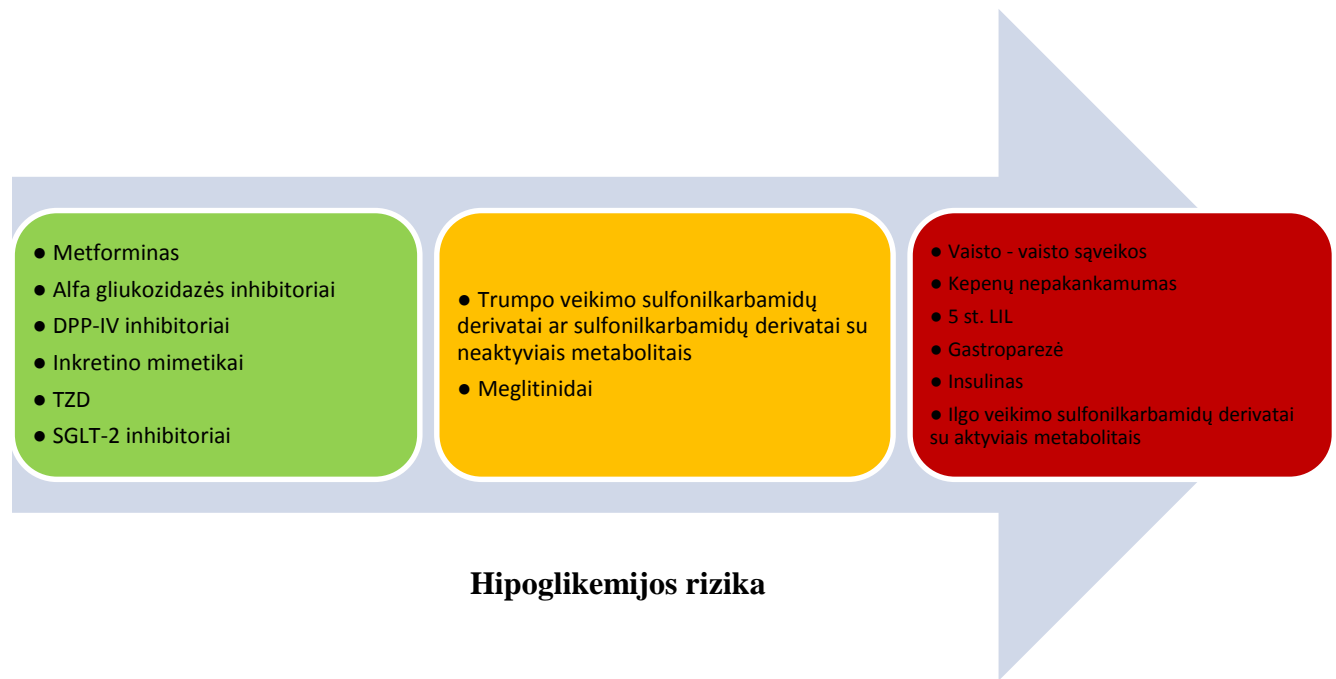 ● Metforminas
● Alfa gliukozidazės inhibitoriai
● DPP-IV inhibitoriai
● Inkretino mimetikai
● TZD
● SGLT-2 inhibitoriai
● Trumpo veikimo sulfonilkarbamidų
derivatai ar sulfonilkarbamidų derivatai su
neaktyviais metabolitais
● Meglitinidai
● Vaisto - vaisto sąveikos
● Kepenų nepakankamumas
● 5 st. LIL
● Gastroparezė
● Insulinas
● Ilgo veikimo sulfonilkarbamidų derivatai
su aktyviais metabolitais
Hipoglikemijos rizika